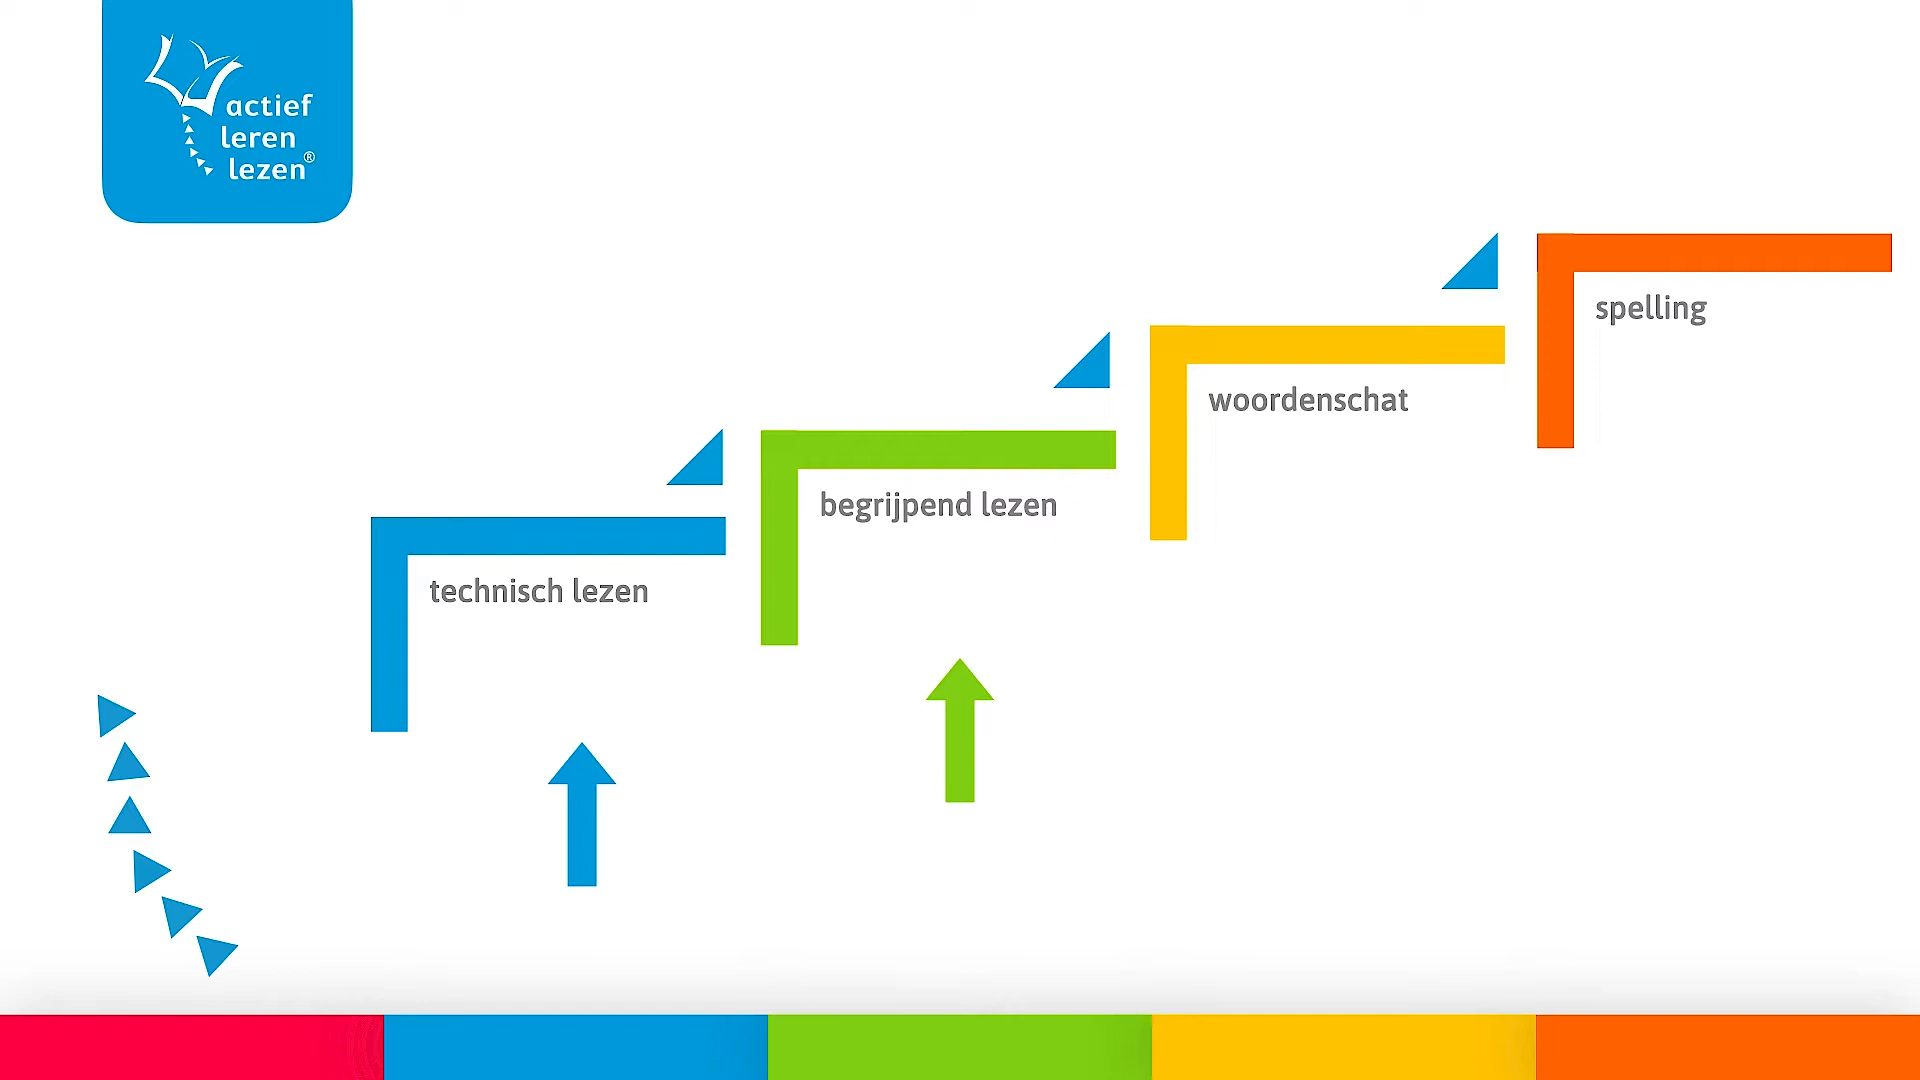 actief
leren
lezen®
spelling
woordenschat
begrijpend lezen
technisch lezen